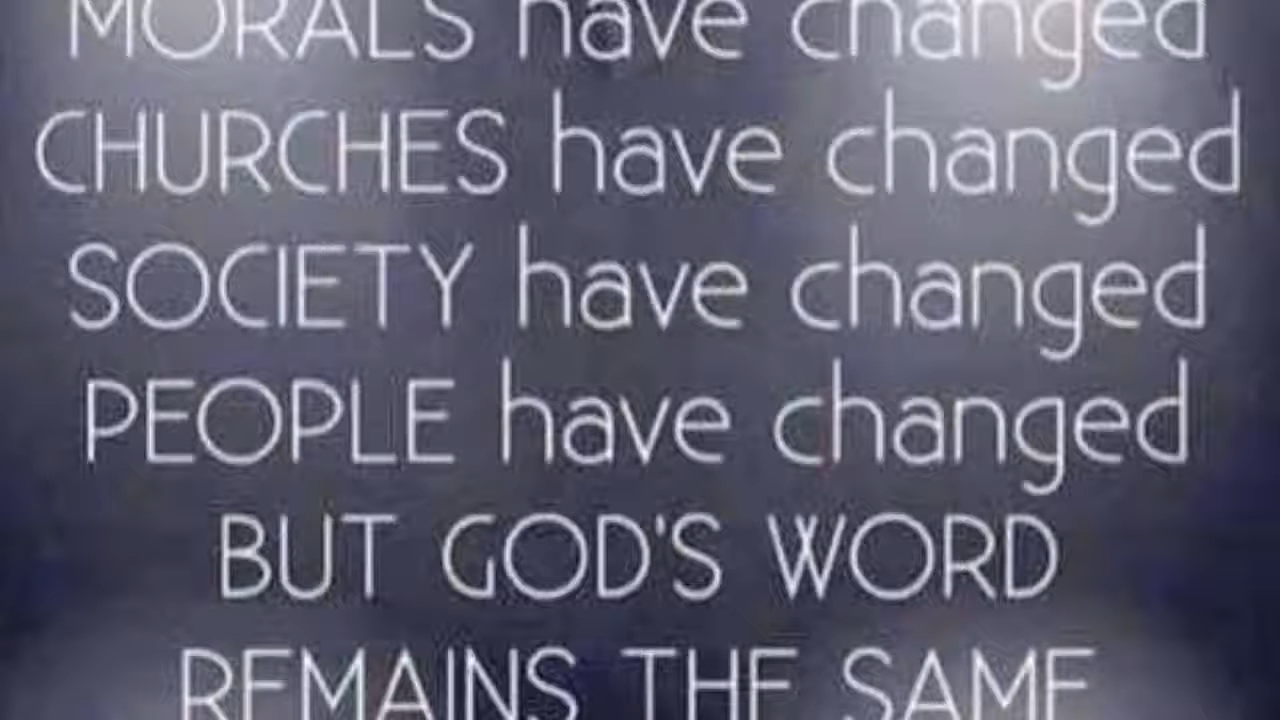 MORALS have changed
CHURCHES have changed
SOCIETY have changed
PEOPLE have changed
BUT GOD'S WORD
REMAINS THE SAME